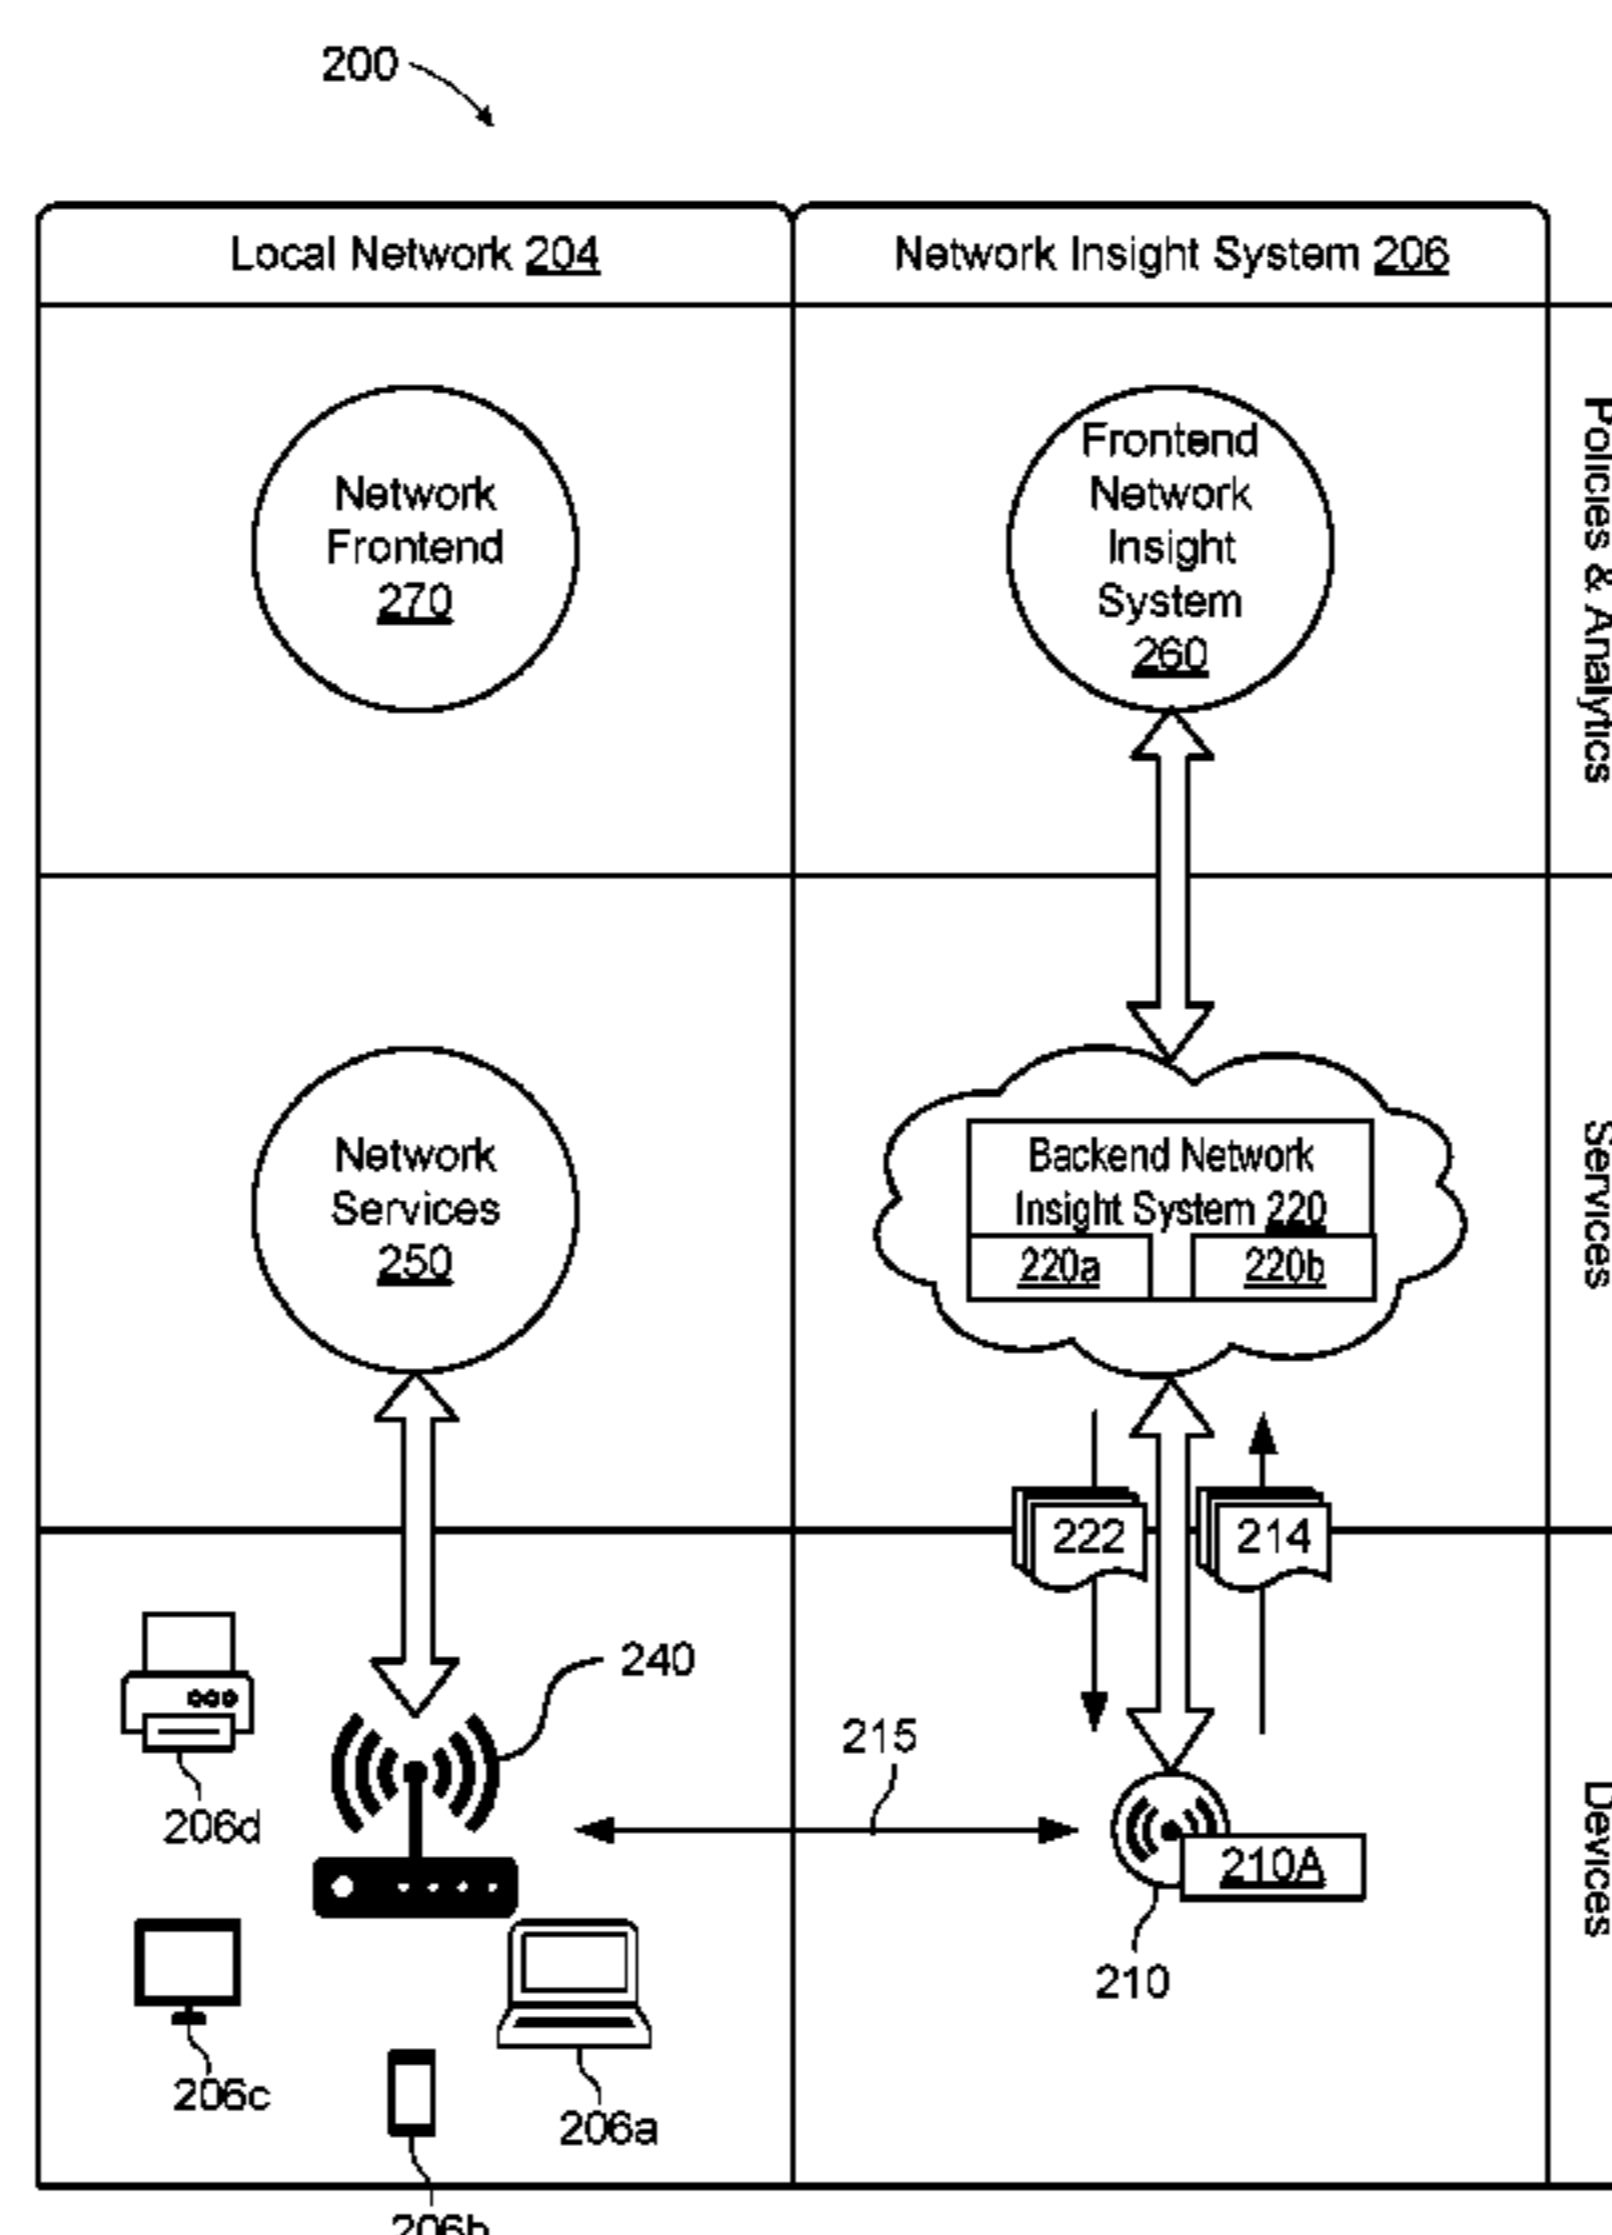 200
Local Network 204
Network Insight System 206
Network
Frontend
270
Frontend
Network
Insight
System
260
Policies & Analytics
Network
Services
250
Backend Network
Insight System 220
220a
220b
Services
222
214
240
215
206d
210A
210
Devices
206c
206a
206b